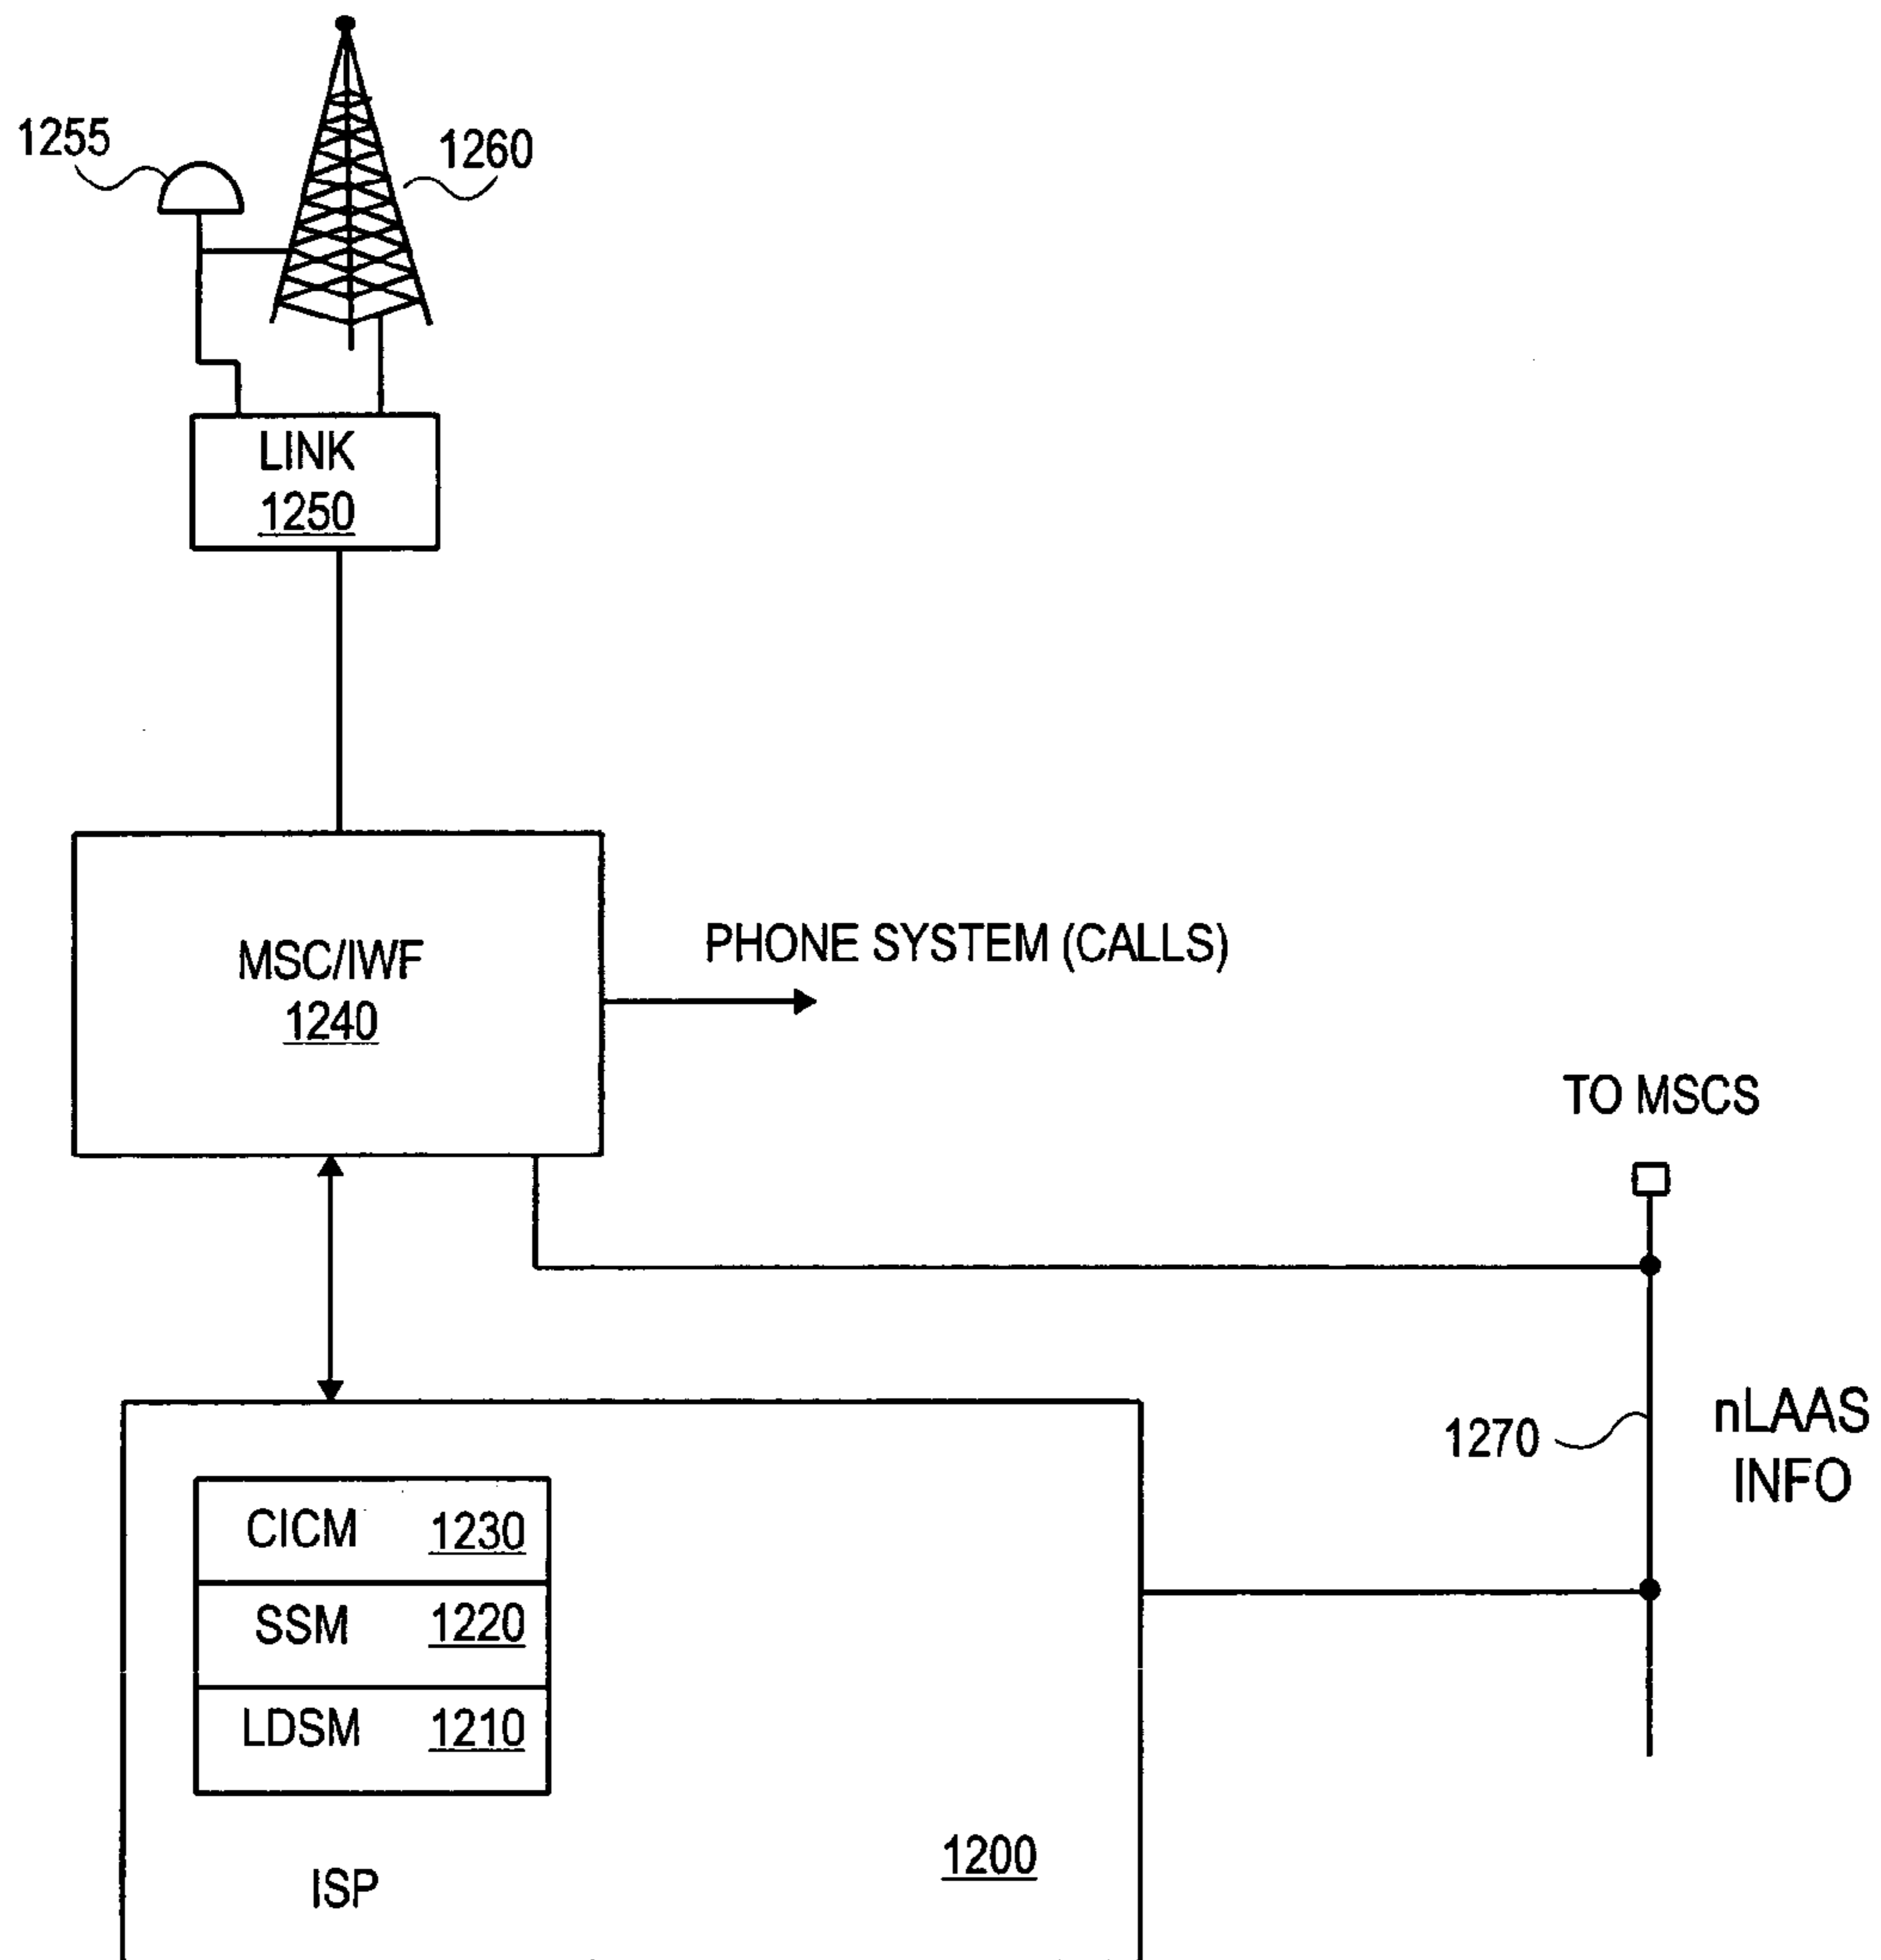 1255
1260
LINK
1250
MSC/IWF
1240
PHONE SYSTEM (CALLS)
TO MSCS
1270
nLAAS
INFO
CICM 1230
SSM 1220
LDSM 1210
1200
ISP